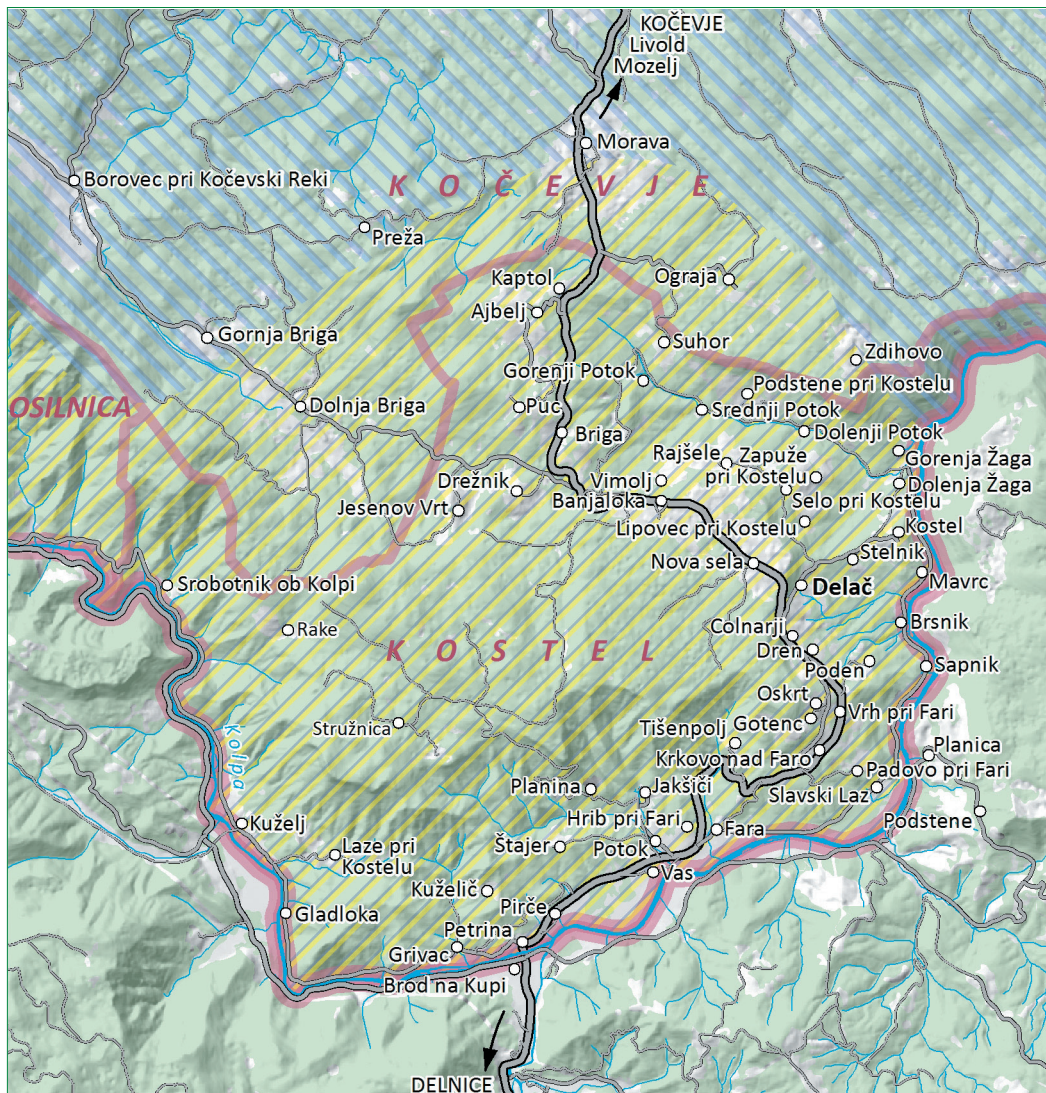 KOČEVJE
Livold
Mozelj
Morava
Borovec pri Kočevski Reki
KOČEVJE
Preža
Ograja
Kaptol
Ajbelj
Gornja Briga
Suhor
Zdihovo
Gorenji Potok
Podstene pri Kostelu
OSILNICA
Dolnja Briga
Puc
Srednji Potok
Briga
Dolenji Potok
Rajšele
Zapuže
pri Kostelu
Gorenja Žaga
Drežnik
Vimolj
Dolenja Žaga
Banjaloka
Selo pri Kostelu
Jesenov Vrt
Lipovec pri Kostelu
Kostel
Stelnik
Nova sela
Srobotnik ob Kolpi
Delač
Mavrc
Rake
Colnarji
Brsnik
KOSTEL
Dren
Poden
Sapnik
Oskrt
Stružnica
Tišenpolj
Gotenc
Vrh pri Fari
Kolpa
Krkovo nad Faro
Planica
Padovo pri Fari
Planina
Jakšiči
Slavski Laz
Kuželj
Hrib pri Fari
Fara
Podstene
Laze pri
Kostelu
Štajer
Potok
Vas
Kuželič
Gladloka
Pirče
Petrina
Grivac
Brod na Kupi
DELNICE